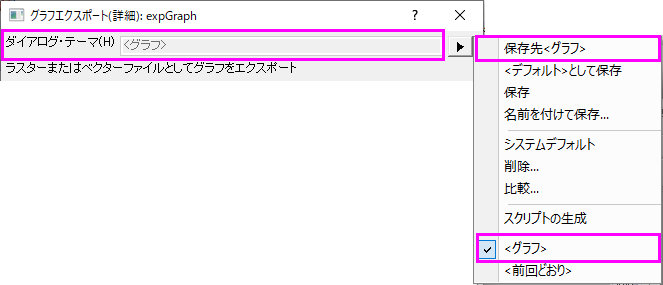 グラフエクスポート(詳細): expGraph
ダイアログ・テーマ(H) <グラフ>
ラスターまたはベクターファイルとしてグラフをエクスポート
保存先<グラフ>
<デフォルト>として保存
保存
名前を付けて保存...
システムデフォルト
削除...
比較...
スクリプトの生成
<グラフ>
<前回どおり>